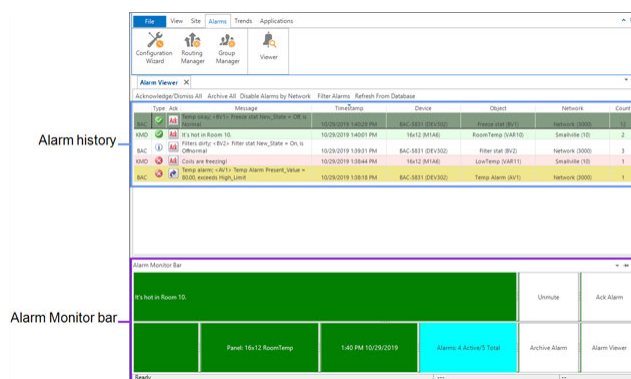 File View Site Alarms Trends Applications
Configuration Wizard
Routing Manager
Group Manager
Viewer
Alarm Viewer
Acknowledge/Dismiss All Archive All Disable Alarms by Network Filter Alarms Refresh From Database
Type Ack Message Timestamp Device Object Network Count
BAC Ack Temp okay; <BV1> Freeze stat New_State = Off, is Normal 10/29/2019 1:40:29 PM BAC-5831 (DEV302) Freeze stat (BV1) Network (3000) 12
KMD Ack It's hot in Room 10. 10/29/2019 1:40:01 PM 16x12 (M1A6) RoomTemp (VAR10) Smallville (10) 2
BAC Ack Filters dirty; <BV2> Filter stat New_State = On, is Offnormal 10/29/2019 1:39:31 PM BAC-5831 (DEV302) Filter stat (BV2) Network (3000) 3
KMD Ack Coils are freezing! 10/29/2019 1:38:44 PM 16x12 (M1A6) LowTemp (VAR11) Smallville (10) 1
BAC Temp alarm; <AV1> Temp Alarm Present_Value = 80.00, exceeds High_Limit 10/29/2019 1:38:18 PM BAC-5831 (DEV302) Temp Alarm (AV1) Network (3000) 1
Alarm history
Alarm Monitor Bar
It's hot in Room 10. Unmute Ack Alarm
Alarm Monitor bar
Panel: 16x12 RoomTemp 1:40 PM 10/29/2019 Alarms: 4 Active/5 Total Archive Alarm Alarm Viewer
Ready